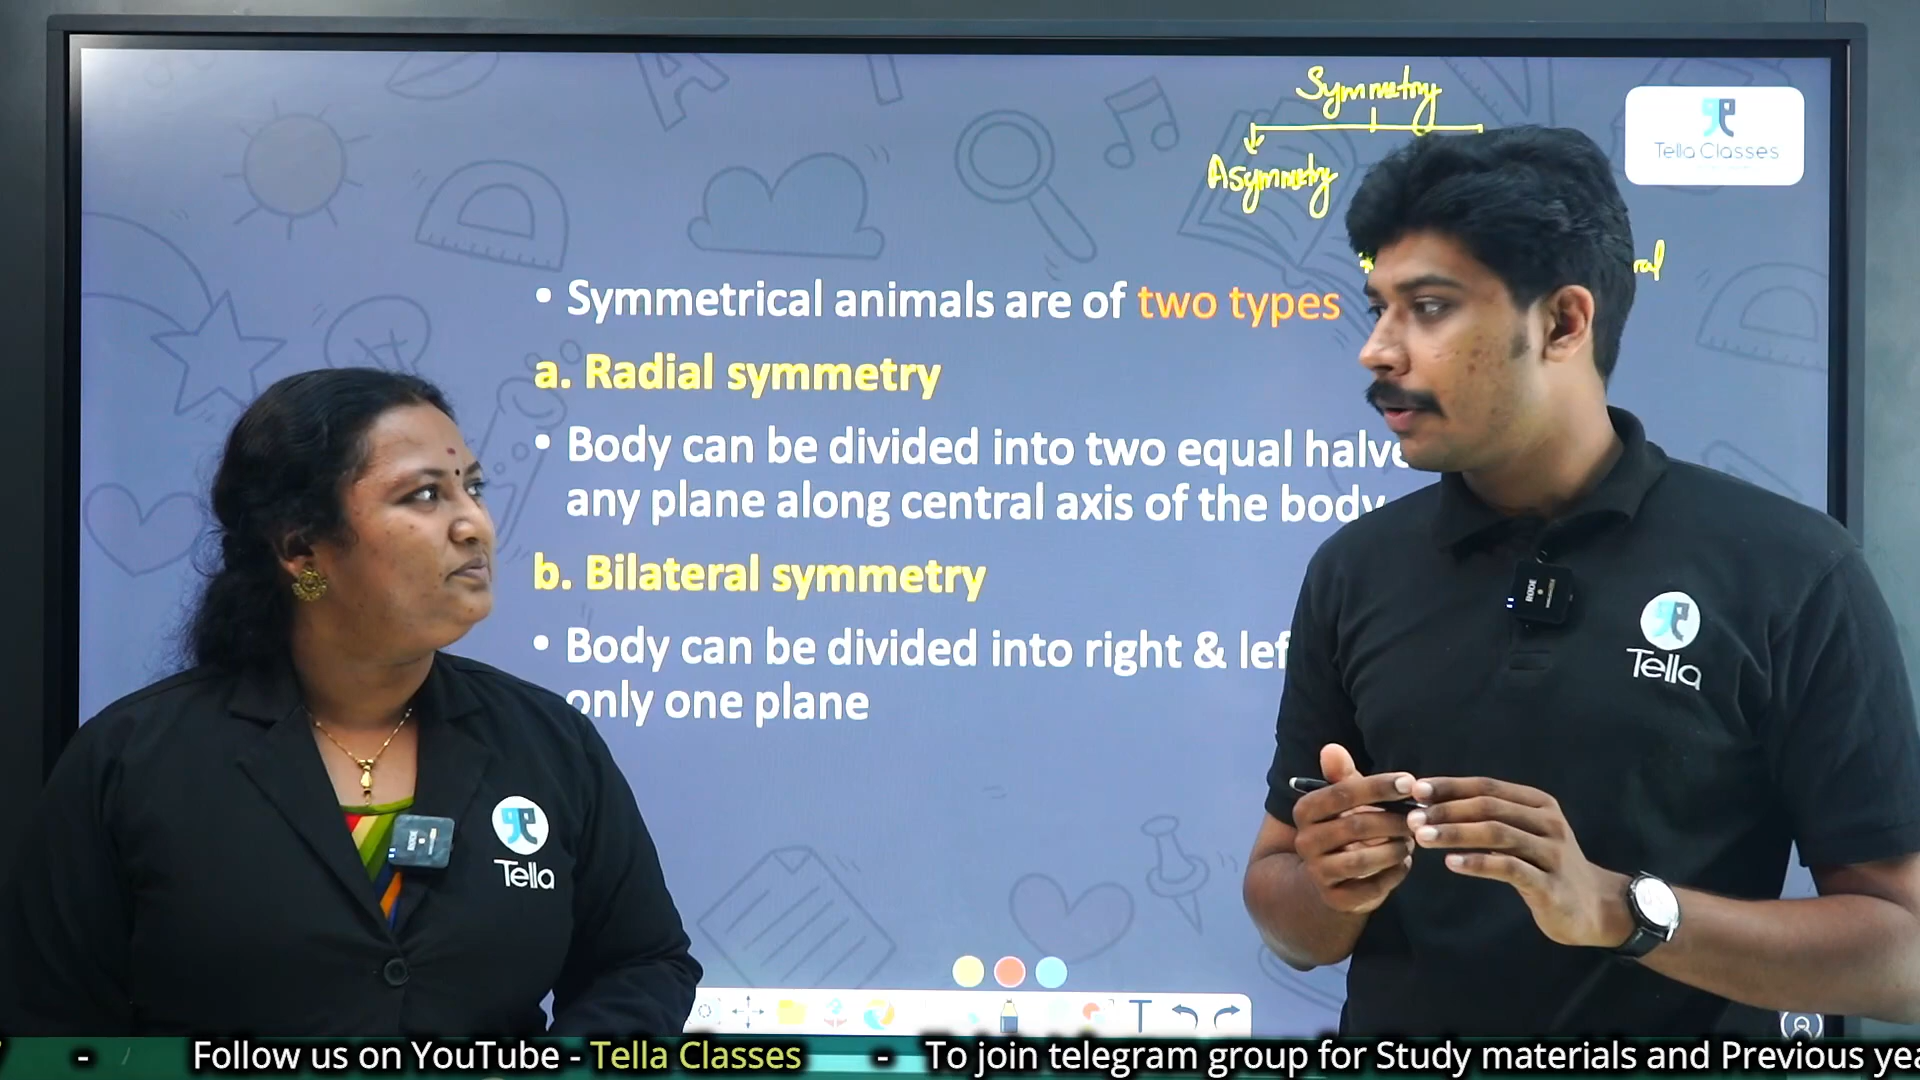 Symmetry
Asymmetry
Tella Classes
ral
• Symmetrical animals are of two types
a. Radial symmetry
• Body can be divided into two equal halve
any plane along central axis of the body
b. Bilateral symmetry
• Body can be divided into right & lef
only one plane
RODE
Tella
RODE
Tella
T
- Follow us on YouTube - Tella Classes - To join telegram group for Study materials and Previous yea